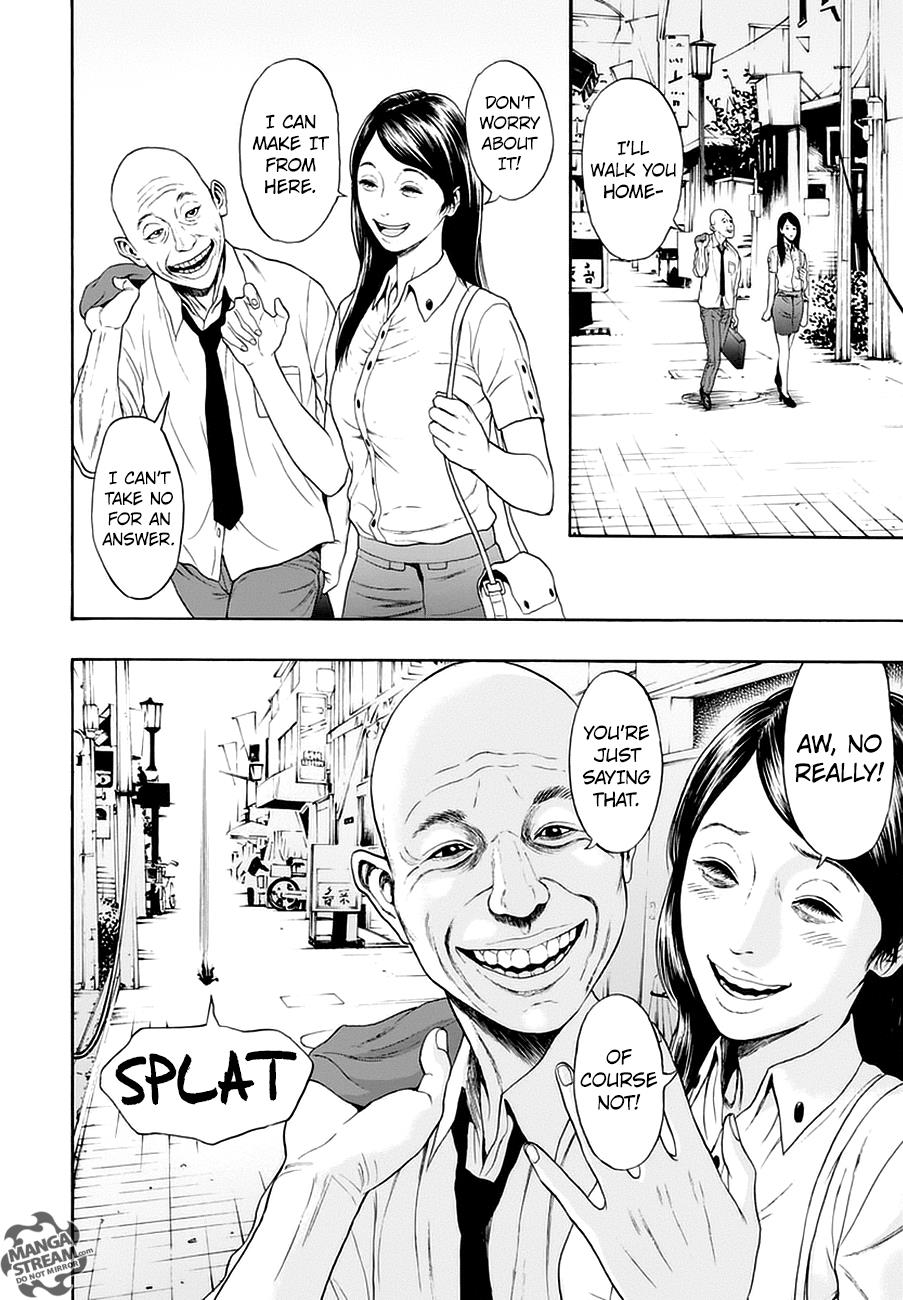 I'LL
WALK YOU
HOME-
DON'T
WORRY
ABOUT
IT!
I CAN
MAKE IT
FROM
HERE.
I CAN'T
TAKE NO
FOR AN
ANSWER.
AW, NO
REALLY!
YOU'RE
JUST
SAYING
THAT.
OF
COURSE
NOT!
SPLAT
MANGA
STREAM.com
DO NOT MIRROR